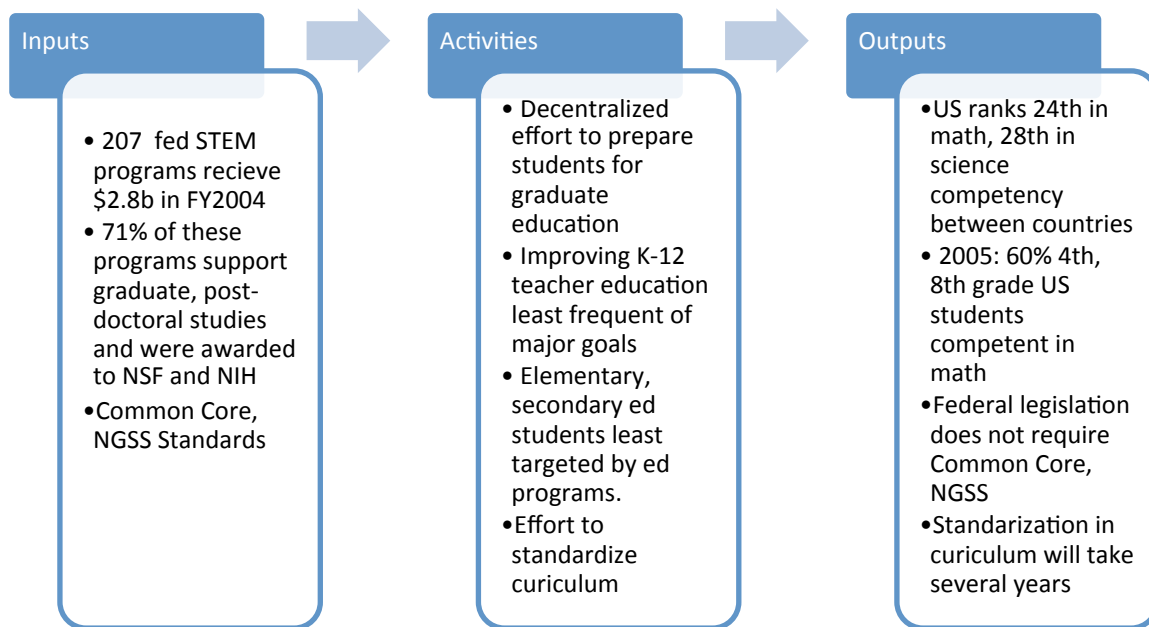 Inputs
• 207 fed STEM
programs recieve
$2.8b in FY2004
• 71% of these
programs support
graduate, post-
doctoral studies
and were awarded
to NSF and NIH
•Common Core,
NGSS Standards
Activities
• Decentralized
effort to prepare
students for
graduate
education
• Improving K-12
teacher education
least frequent of
major goals
• Elementary,
secondary ed
students least
targeted by ed
programs.
•Effort to
standardize
curiculum
Outputs
•US ranks 24th in
math, 28th in
science
competency
between countries
• 2005: 60% 4th,
8th grade US
students
competent in
math
•Federal legislation
does not require
Common Core,
NGSS
•Standarization in
curiculum will take
several years